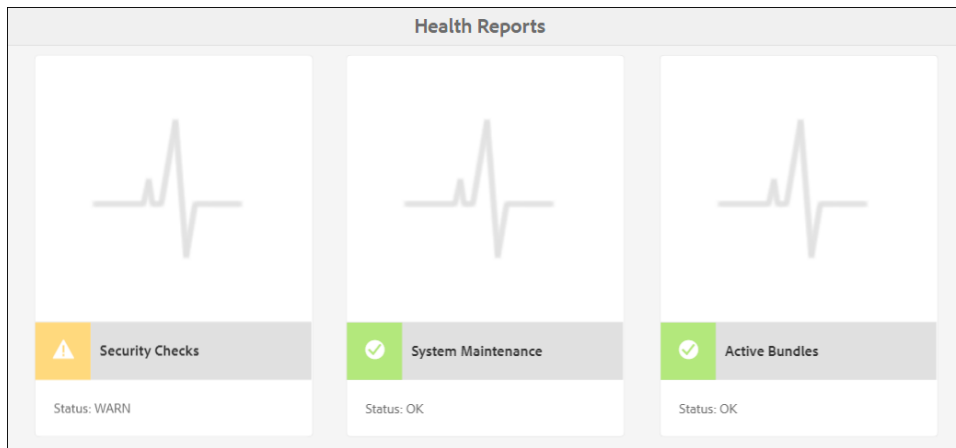 Health Reports
Security Checks
Status: WARN
System Maintenance
Status: OK
Active Bundles
Status: OK